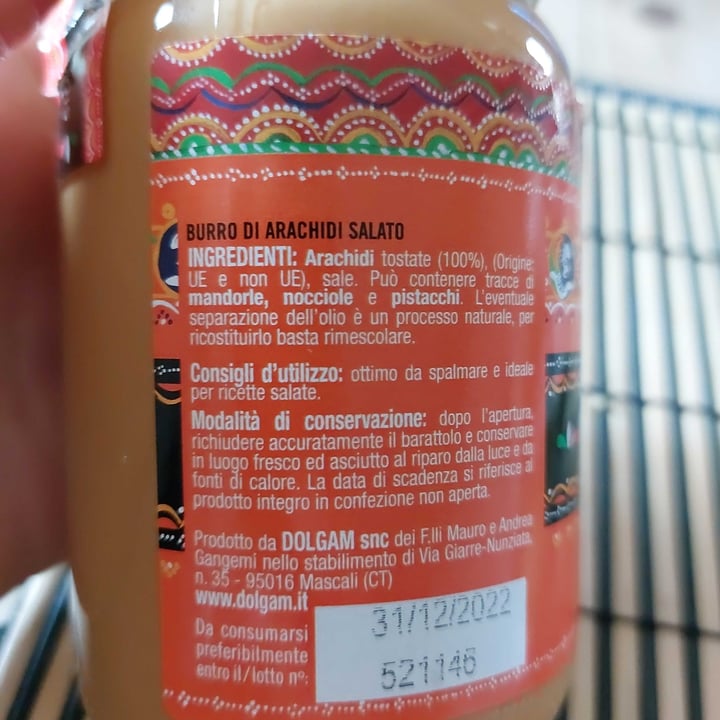 BURRO DI ARACHIDI SALATO
INGREDIENTI: Arachidi tostate (100%), (Origine:
UE e non UE), sale. Può contenere tracce di
mandorle, nocciole e pistacchi. L'eventuale
separazione dell'olio è un processo naturale, per
ricostituirlo basta rimescolare.
Consigli d'utilizzo: ottimo da spalmare e ideale
per ricette salate.
Modalità di conservazione: dopo l'apertura,
richiudere accuratamente il barattolo e conservare
in luogo fresco ed asciutto al riparo dalla luce e da
fonti di calore. La data di scadenza si riferisce al
prodotto integro in confezione non aperta.
Prodotto da DOLGAM snc dei F.lli Mauro e Andrea
Gangemi nello stabilimento di Via Giarre-Nunziata,
n. 35 - 95016 Mascali (CT)
www.dolgam.it
Da consumarsi
preferibilmente
entro il/lotto n°:
31/12/2022
521146